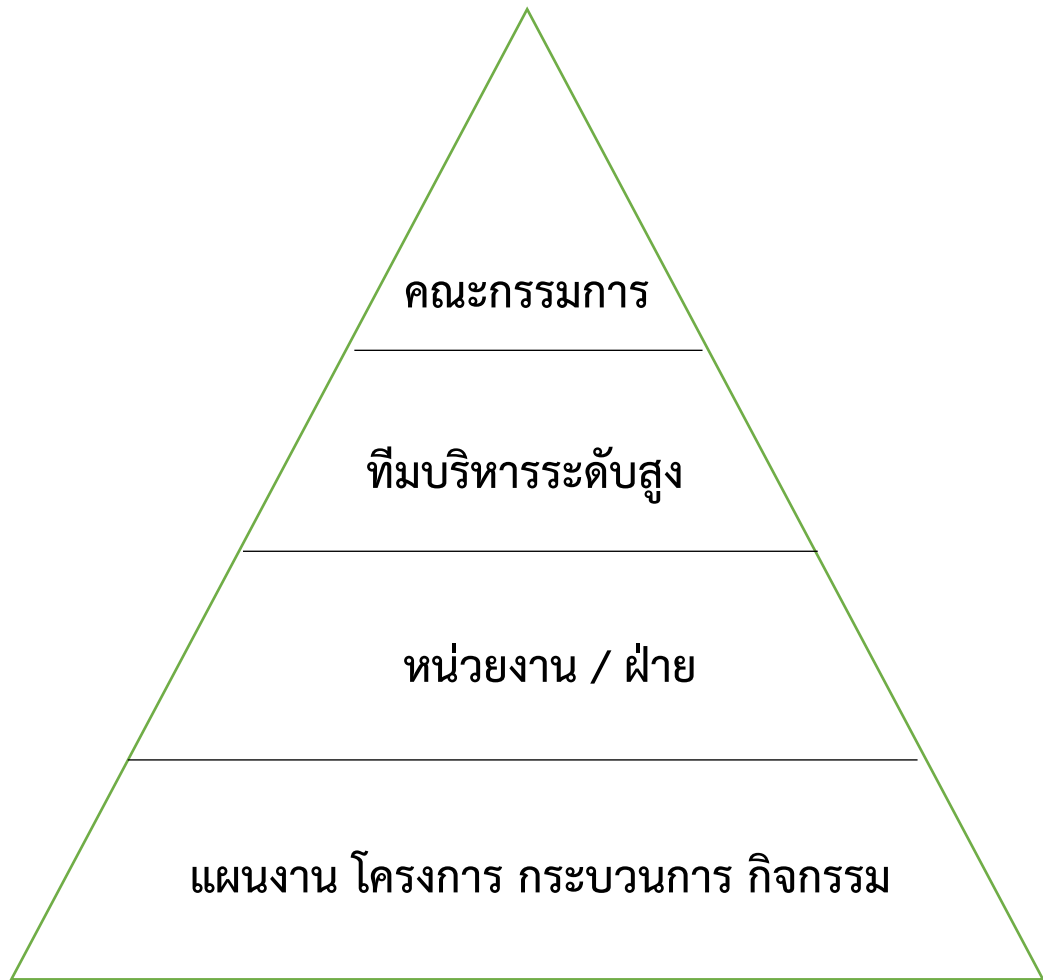 คณะกรรมการ
ทีมบริหารระดับสูง
หน่วยงาน / ฝ่าย
แผนงาน โครงการ กระบวนการ กิจกรรม